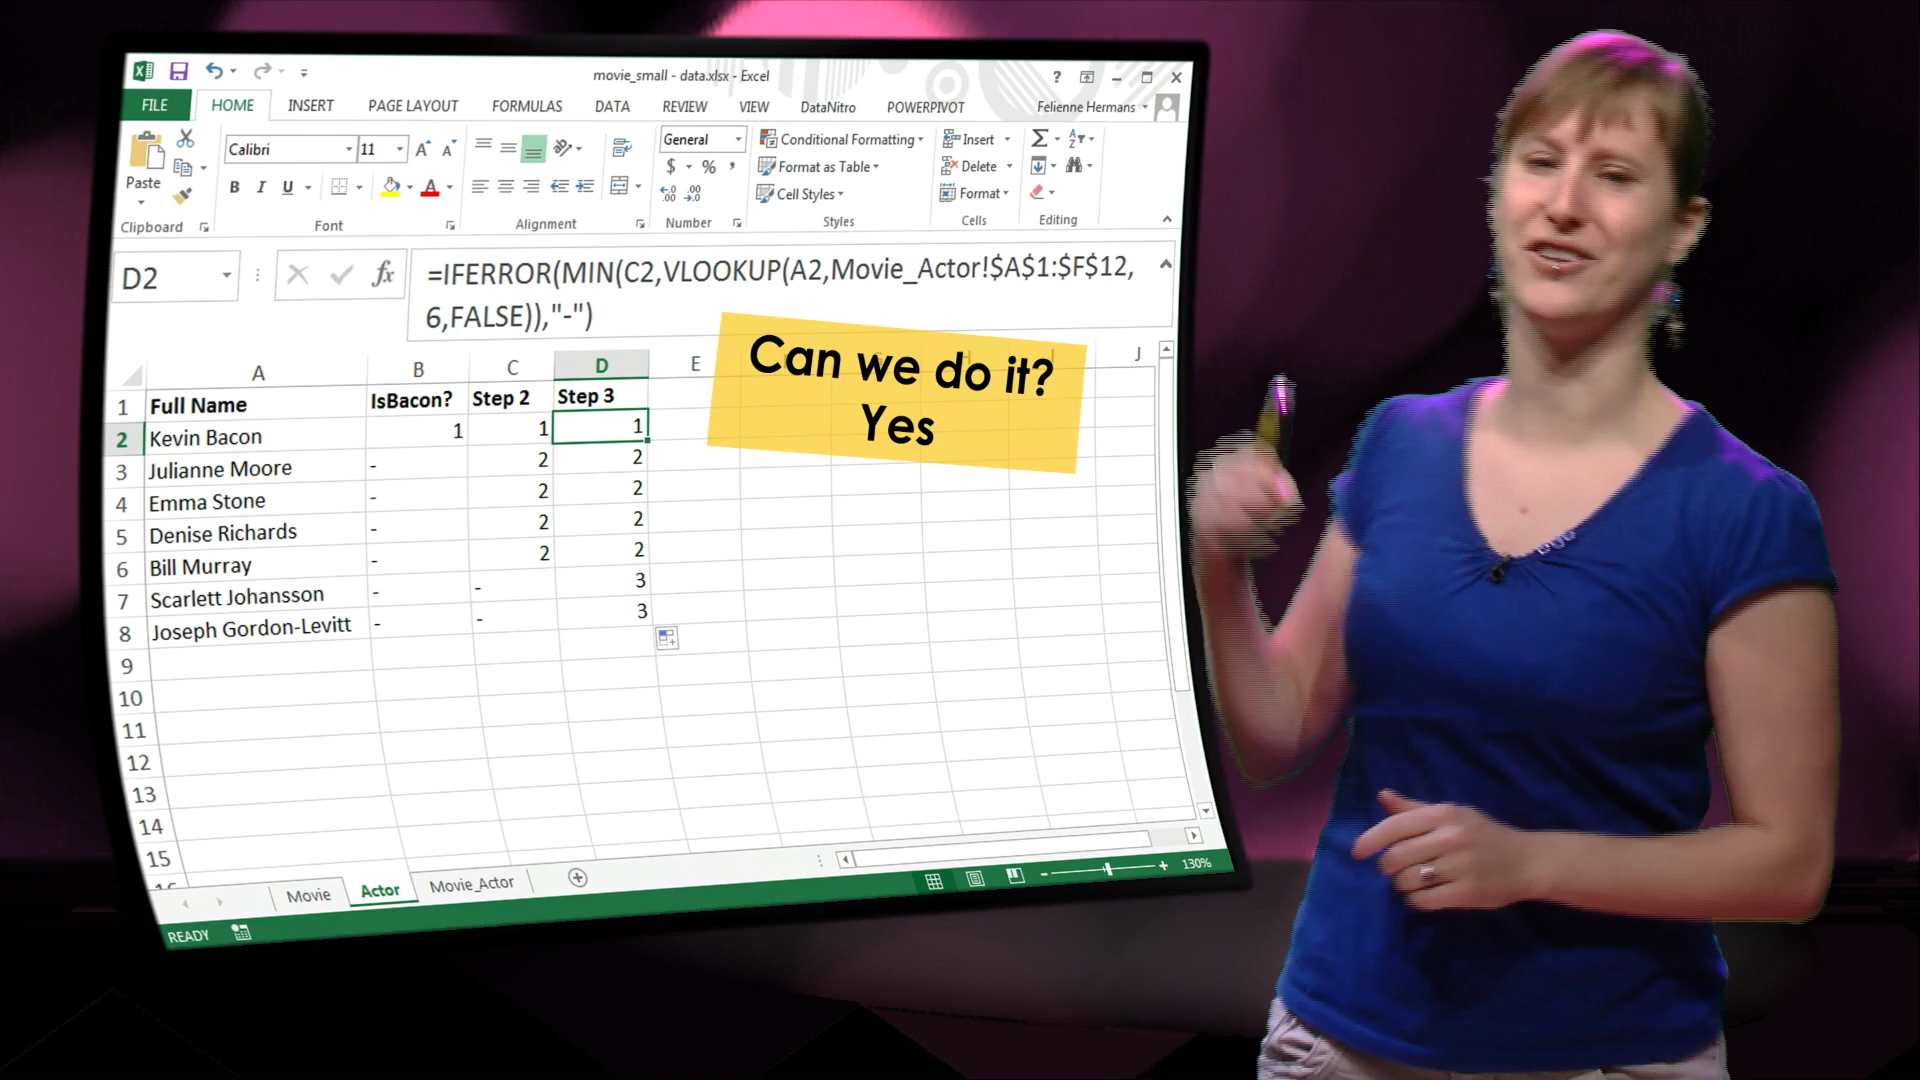 movie_small - data.xlsx - Excel
?
FILE HOME INSERT PAGE LAYOUT FORMULAS DATA REVIEW VIEW DataNitro POWERPIVOT Felienne Hermans
Calibri 11 A A General Conditional Formatting Insert Σ
$ % , Format as Table Delete
Paste B I U A Cell Styles Format
Clipboard Font Alignment Number Styles Cells Editing
D2 fx =IFERROR(MIN(C2,VLOOKUP(A2,Movie_Actor!$A$1:$F$12,
6,FALSE)),"-")
Can we do it?
Yes
A B C D E J
1 Full Name IsBacon? Step 2 Step 3
2 Kevin Bacon 1 1 1
3 Julianne Moore - 2 2
4 Emma Stone - 2 2
5 Denise Richards - 2 2
6 Bill Murray - 2 2
7 Scarlett Johansson - - 3
8 Joseph Gordon-Levitt - - 3
9
10
11
12
13
14
15
Movie Actor Movie_Actor
READY 130%